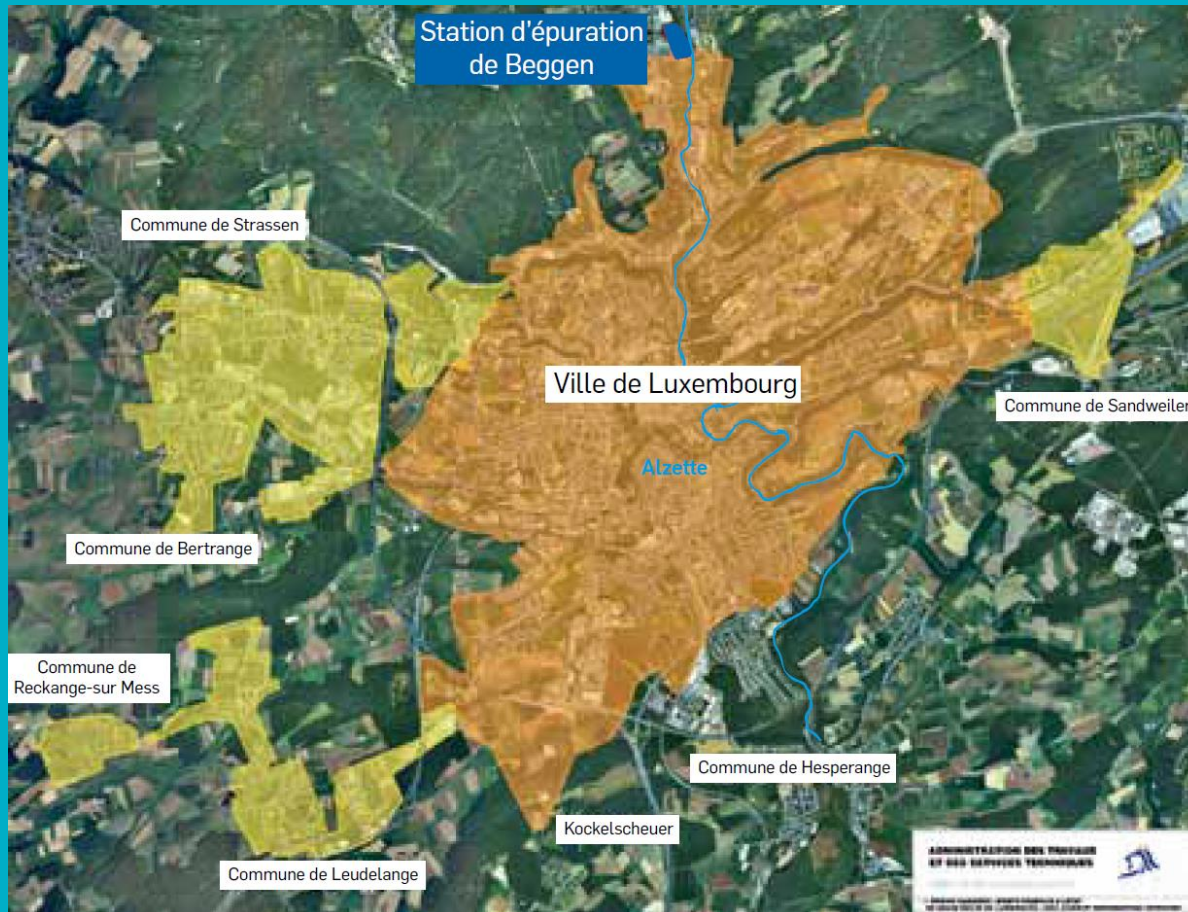 Station d'épuration
de Beggen
Commune de Strassen
Ville de Luxembourg
Commune de Sandweiler
Alzette
Commune de Bertrange
Commune de
Reckange-sur Mess
Commune de Hesperange
Kockelscheuer
Commune de Leudelange
ADMINISTRATION DES TRAVAUX
ET DES SERVICES TECHNIQUES